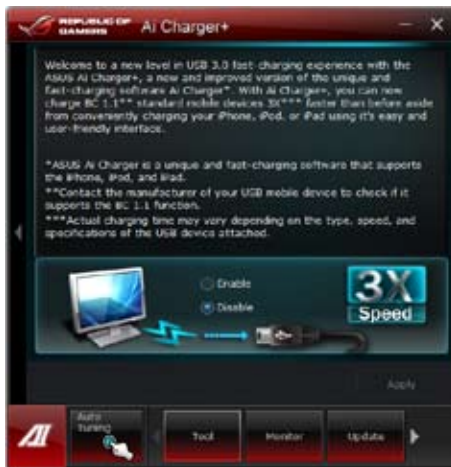 REPUBLIC OF
GAMERS
Ai Charger+
Welcome to a new level in USB 3.0 fast-charging experience with the
ASUS Ai Charger+, a new and improved version of the unique and
fast-charging software Ai Charger*. With Ai Charger+, you can now
charge BC 1.1** standard mobile devices 3X*** faster than before aside
from conveniently charging your iPhone, iPod, or iPad using it's easy and
user-friendly interface.
*ASUS Ai Charger is a unique and fast-charging software that supports
the iPhone, iPod, and iPad.
**Contact the manufacturer of your USB mobile device to check if it
supports the BC 1.1 function.
***Actual charging time may vary depending on the type, speed, and
specifications of the USB device attached.
Enable
Disable
3X
Speed
Apply
AI
Auto
Tuning
Tool
Monitor
Update